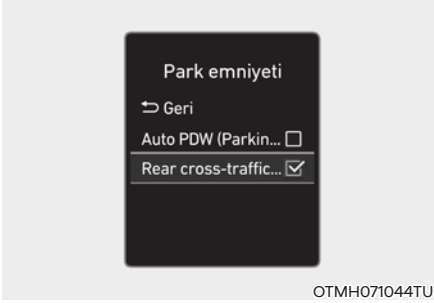 Park emniyeti
⮌ Geri
Auto PDW (Parkin...
Rear cross-traffic...
OTMH071044TU